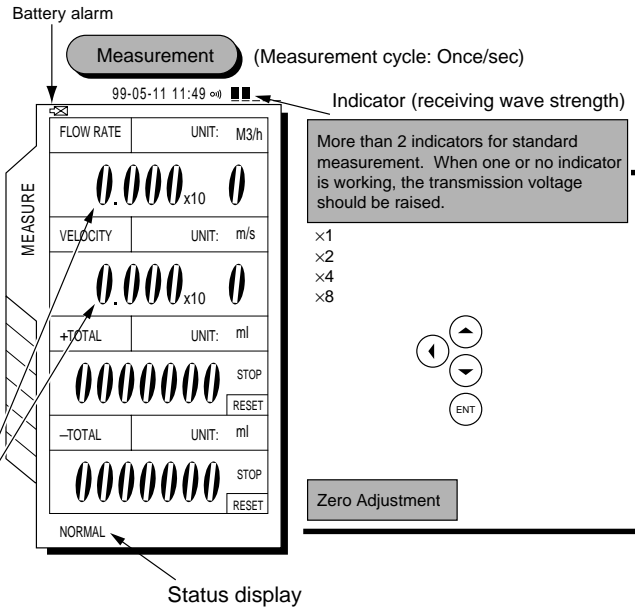 Battery alarm
Measurement (Measurement cycle: Once/sec)
99-05-11 11:49
Indicator (receiving wave strength)
FLOW RATE UNIT: M3/h
0.000x10 0
VELOCITY UNIT: m/s
0.000x10 0
+TOTAL UNIT: ml
0000000 STOP
RESET
–TOTAL UNIT: ml
0000000 STOP
RESET
NORMAL
MEASURE
Status display
More than 2 indicators for standard
measurement. When one or no indicator
is working, the transmission voltage
should be raised.
×1
×2
×4
×8
ENT
Zero Adjustment